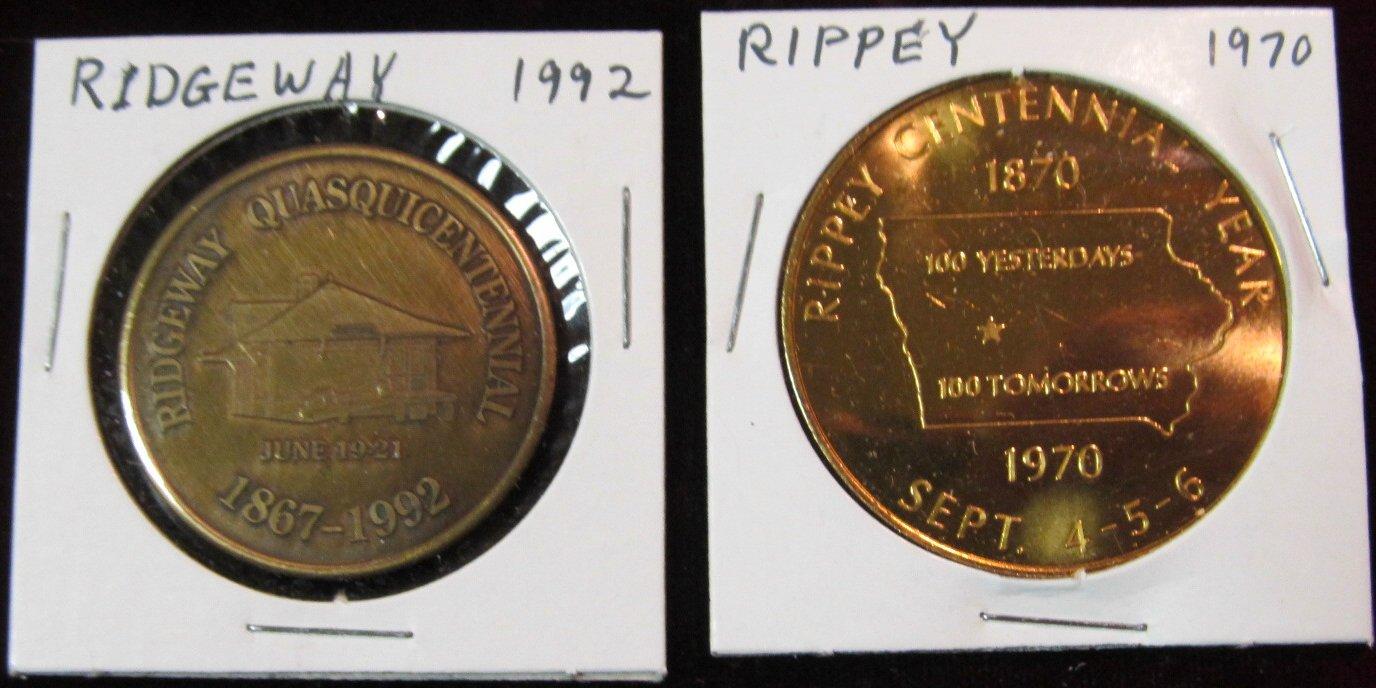 RIDGEWAY 1992
RIDGEWAY QUASQUICENTENNIAL
JUNE 19-21
1867-1992
RIPPEY 1970
RIPPEY CENTENNIAL YEAR
1870
100 YESTERDAYS
100 TOMORROWS
1970
SEPT. 4-5-6